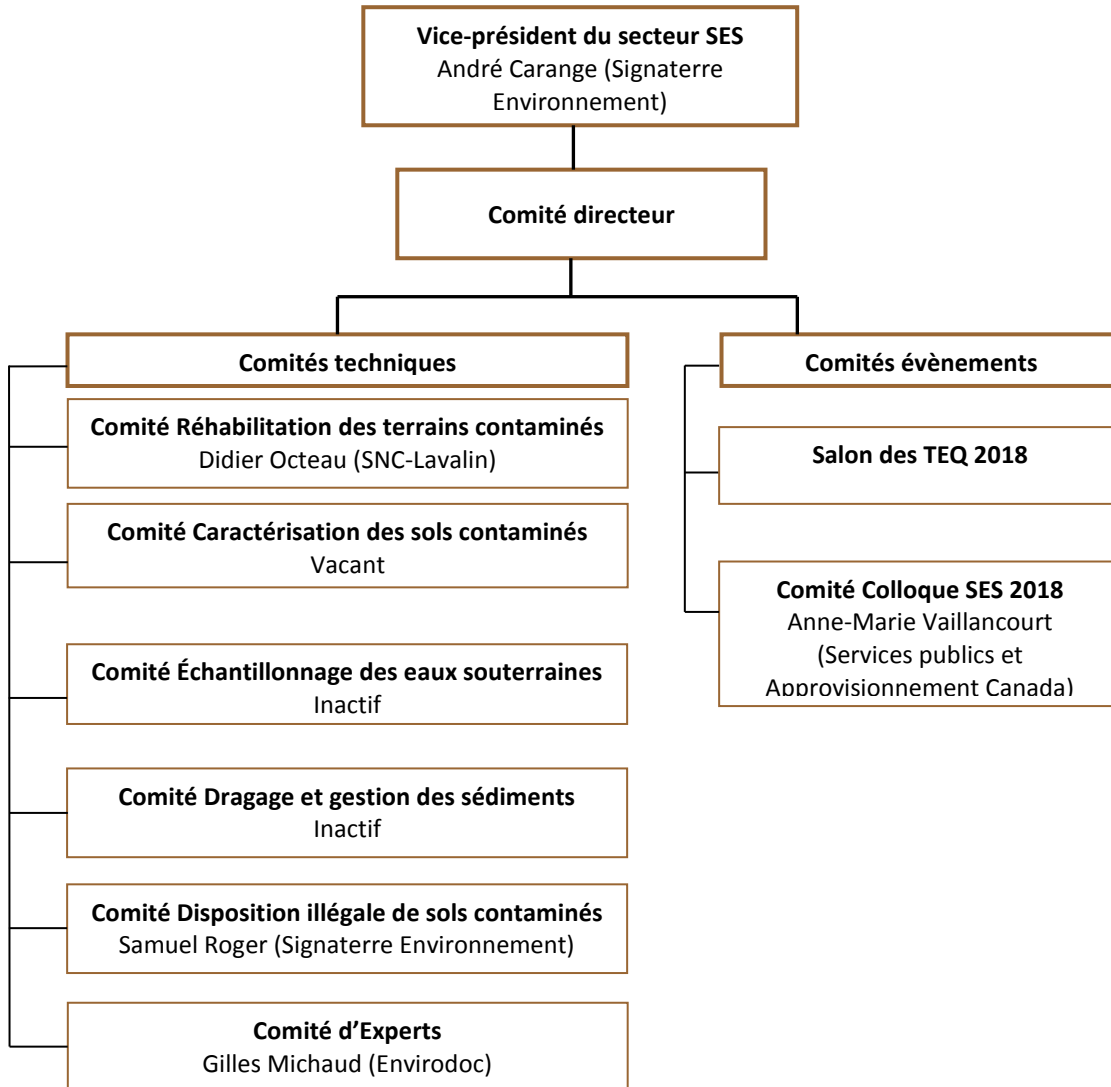 Vice-président du secteur SES
André Carange (Signaterre
Environnement)
Comité directeur
Comités techniques
Comité Réhabilitation des terrains contaminés
Didier Octeau (SNC-Lavalin)
Comité Caractérisation des sols contaminés
Vacant
Comité Échantillonnage des eaux souterraines
Inactif
Comité Dragage et gestion des sédiments
Inactif
Comité Disposition illégale de sols contaminés
Samuel Roger (Signaterre Environnement)
Comité d’Experts
Gilles Michaud (Envirodoc)
Comités évènements
Salon des TEQ 2018
Comité Colloque SES 2018
Anne-Marie Vaillancourt
(Services publics et
Approvisionnement Canada)